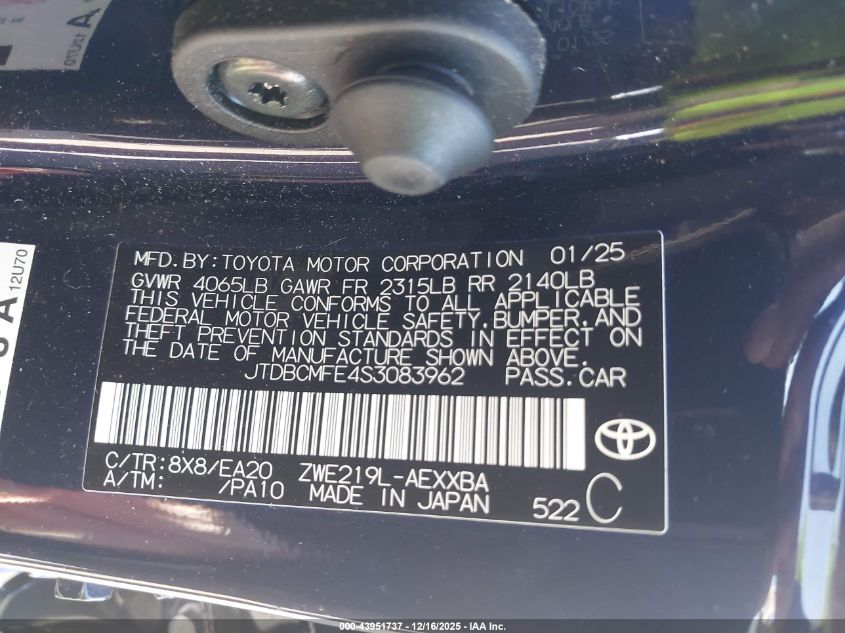 MFD. BY: TOYOTA MOTOR CORPORATION 01/25
GVWR 4065LB GAWR FR 2315LB RR 2140LB
THIS VEHICLE CONFORMS TO ALL APPLICABLE
FEDERAL MOTOR VEHICLE SAFETY, BUMPER, AND
THEFT PREVENTION STANDARDS IN EFFECT ON
THE DATE OF MANUFACTURE SHOWN ABOVE.
JTDBCMFE4S3083962 PASS. CAR
C/TR: 8X8/EA20 ZWE219L-AEXXBA
A/TM: /PA10 MADE IN JAPAN 522 C
12U70
000-43951737 - 12/16/2025 - IAA Inc.